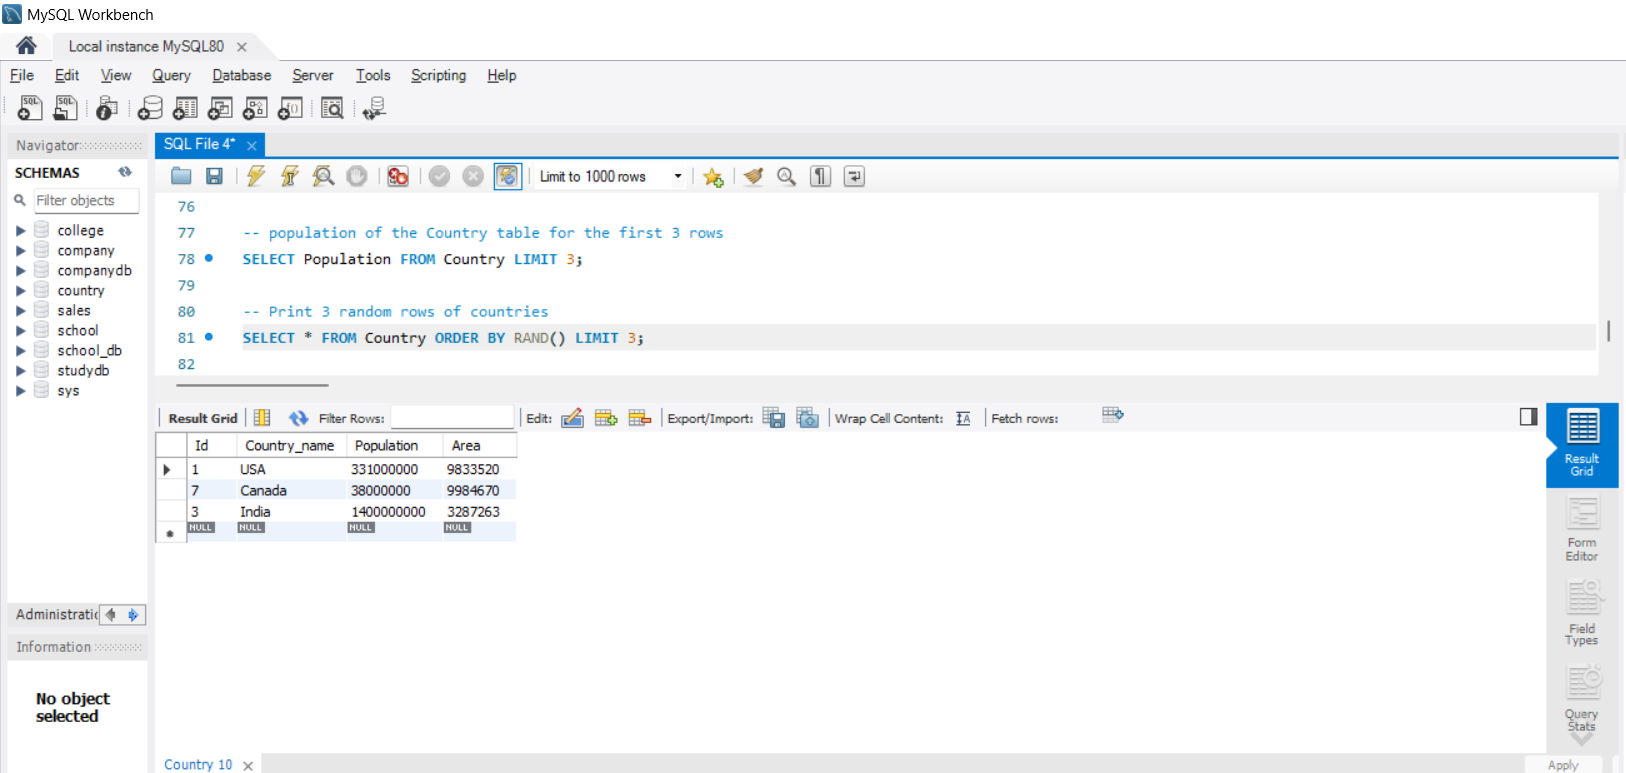 MySQL Workbench
Local instance MySQL80
File Edit View Query Database Server Tools Scripting Help
Navigator
SCHEMAS
Filter objects
college
company
companydb
country
sales
school
school_db
studydb
sys
Administratic
Information
No object
selected
SQL File 4*
Limit to 1000 rows
76
77 -- population of the Country table for the first 3 rows
78 SELECT Population FROM Country LIMIT 3;
79
80 -- Print 3 random rows of countries
81 SELECT * FROM Country ORDER BY RAND() LIMIT 3;
82
Result Grid Filter Rows: Edit: Export/Import: Wrap Cell Content: Fetch rows:
Id Country_name Population Area
1 USA 331000000 9833520
7 Canada 38000000 9984670
3 India 1400000000 3287263
NULL NULL NULL NULL
Result
Grid
Form
Editor
Field
Types
Query
Stats
Country 10
Apply